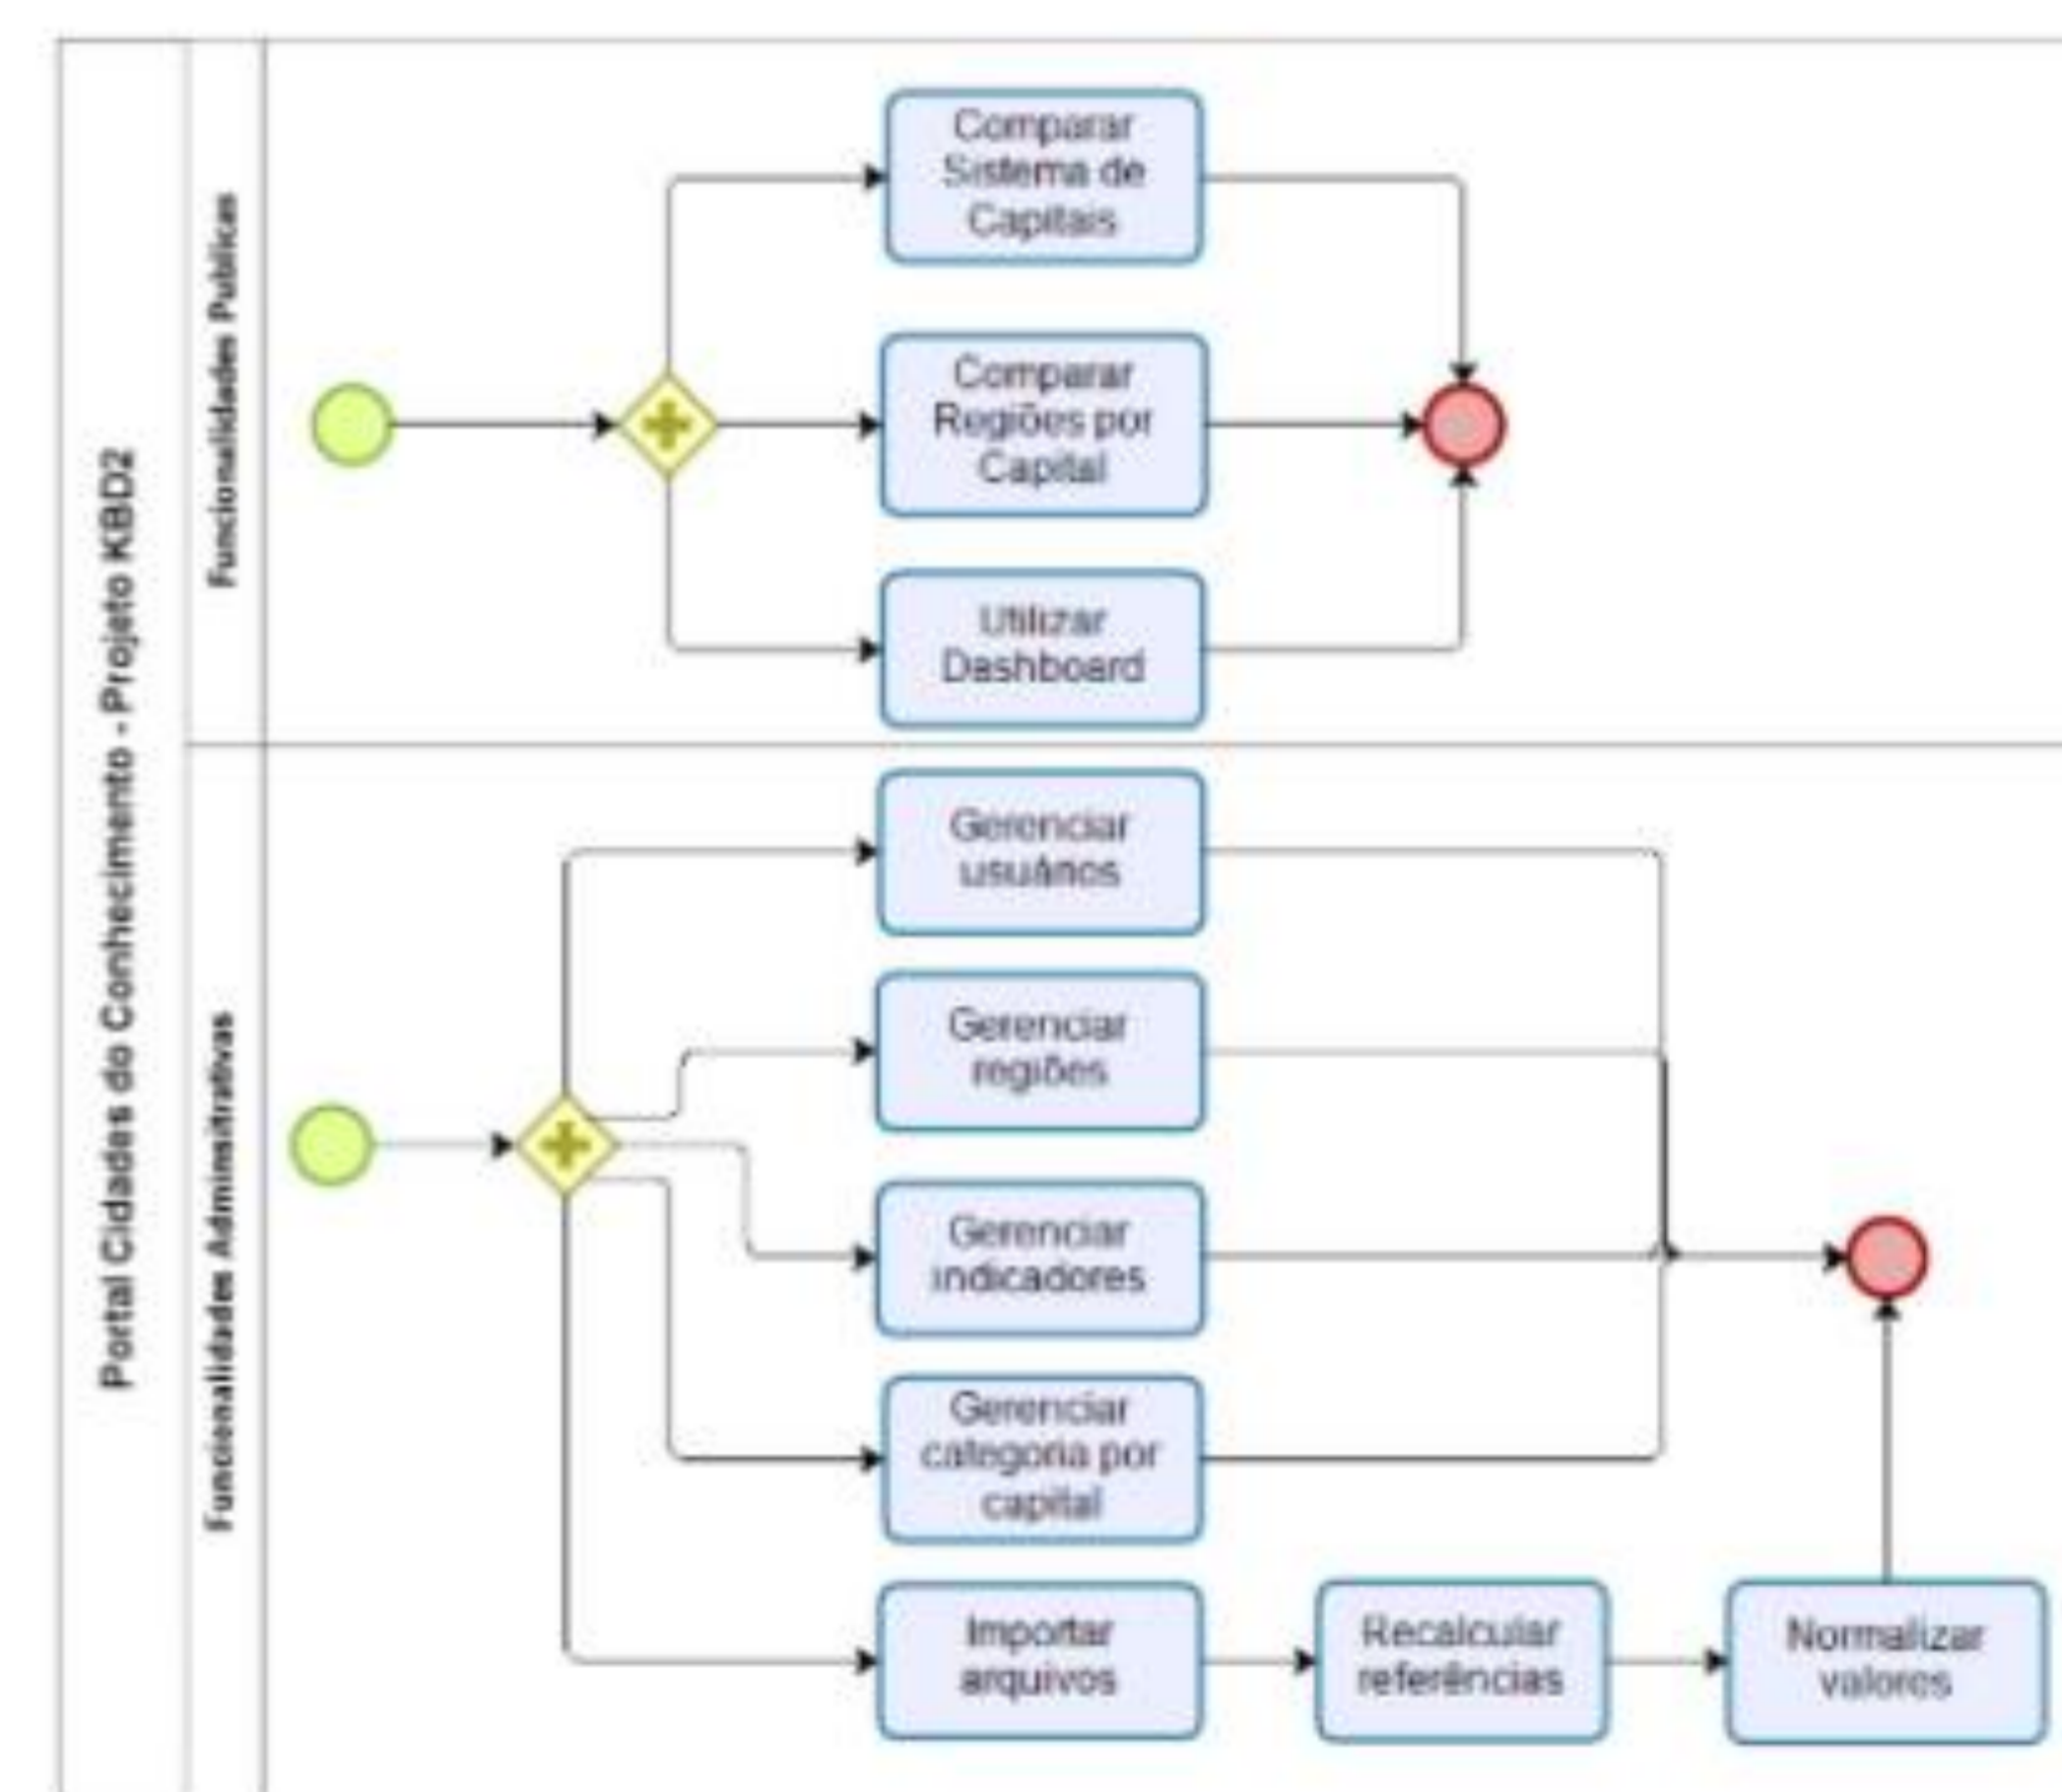 Portal Cidades do Conhecimento - Projeto KBD2
Funcionalidades Publicas
Comparar
Sistema de
Capitais
Comparar
Regiões por
Capital
Utilizar
Dashboard
Funcionalidades Adminsitrativas
Gerenciar
usuários
Gerenciar
regiões
Gerenciar
indicadores
Gerenciar
categoria por
capital
Importar
arquivos
Recalcular
referências
Normalizar
valores